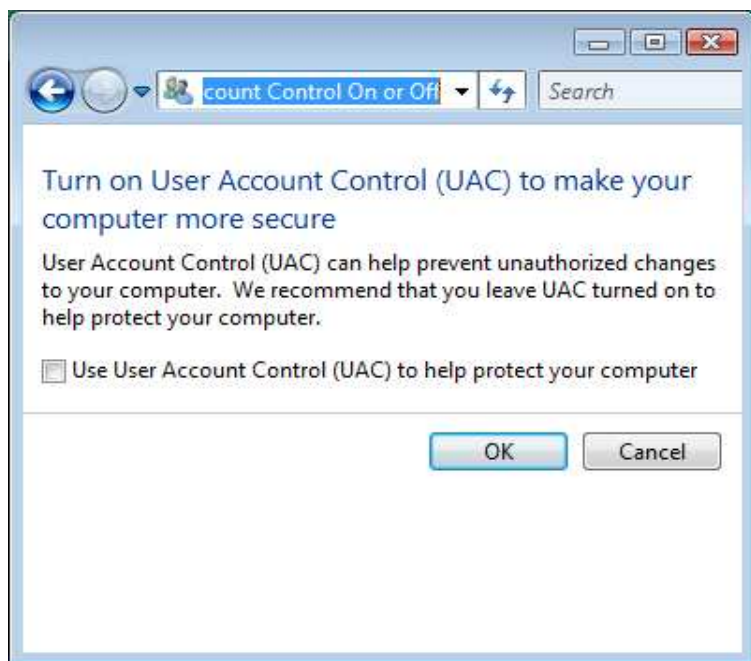 count Control On or Off
Search
Turn on User Account Control (UAC) to make your
computer more secure
User Account Control (UAC) can help prevent unauthorized changes
to your computer.  We recommend that you leave UAC turned on to
help protect your computer.
Use User Account Control (UAC) to help protect your computer
OK
Cancel